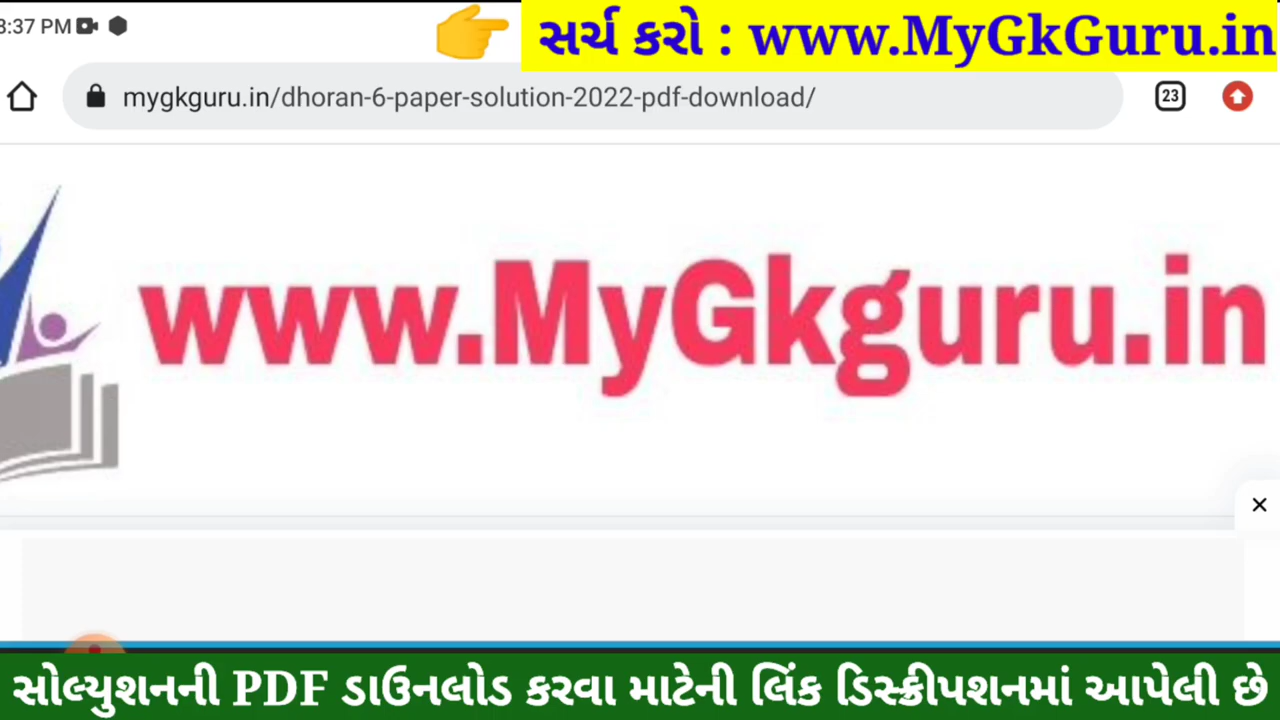 8:37 PM
સર્ચ કરો : www.MyGkGuru.in
mygkguru.in/dhoran-6-paper-solution-2022-pdf-download/
23
www.MyGkguru.in
સોલ્યુશનની PDF ડાઉનલોડ કરવા માટેની લિંક ડિસ્ક્રીપશનમાં આપેલી છે